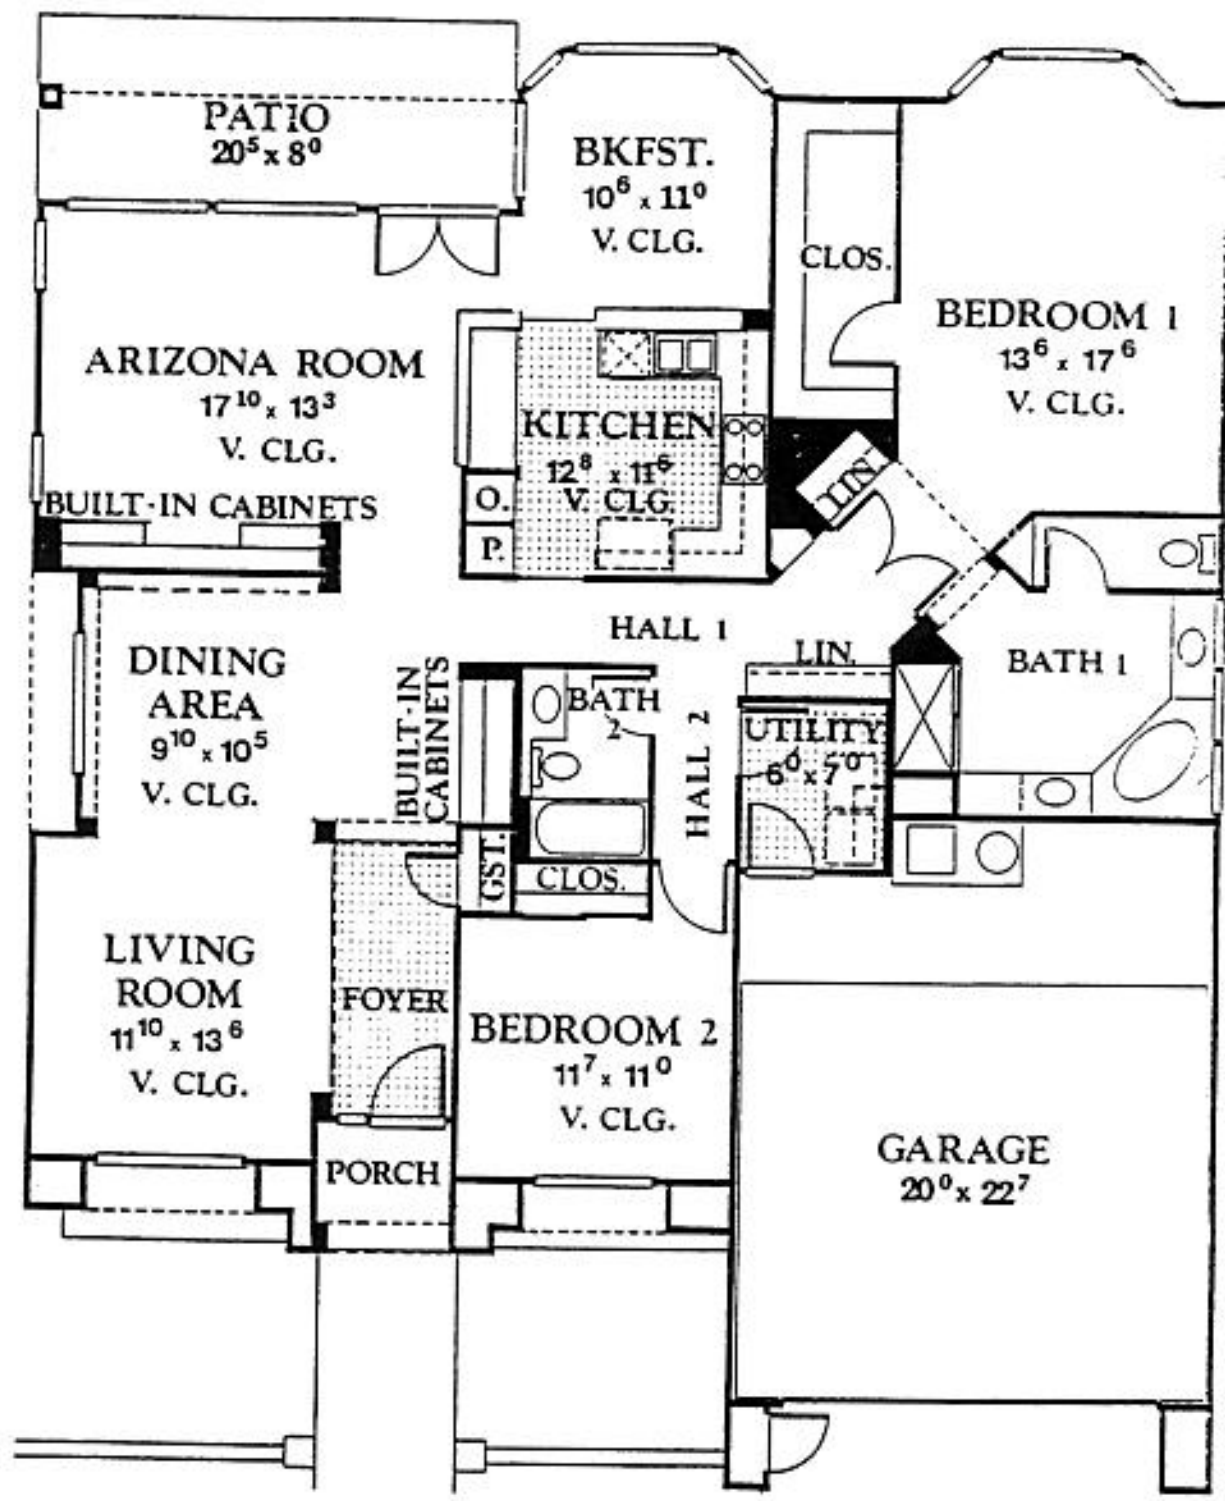 PATIO
20⁵ x 8⁰
BKFST.
10⁶ x 11⁰
V. CLG.
CLOS.
BEDROOM 1
13⁶ x 17⁶
V. CLG.
ARIZONA ROOM
17¹⁰ x 13³
V. CLG.
KITCHEN
12⁸ x 11⁶
V. CLG.
LIN.
O.
P.
BUILT-IN CABINETS
HALL 1
DINING
AREA
9¹⁰ x 10⁵
V. CLG.
BUILT-IN
CABINETS
BATH
2
HALL 2
LIN.
UTILITY
6⁰ x 7⁰
BATH 1
GST.
CLOS.
LIVING
ROOM
11¹⁰ x 13⁶
V. CLG.
FOYER
BEDROOM 2
11⁷ x 11⁰
V. CLG.
PORCH
GARAGE
20⁰ x 22⁷